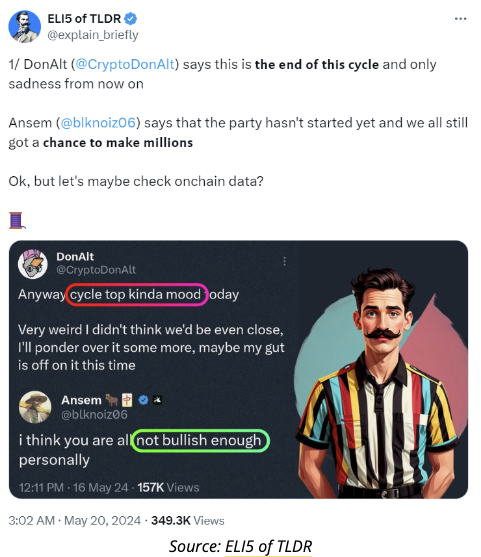 ELI5 of TLDR
@explain_briefly
1/ DonAlt (@CryptoDonAlt) says this is the end of this cycle and only
sadness from now on
Ansem (@blknoiz06) says that the party hasn't started yet and we all still
got a chance to make millions
Ok, but let's maybe check onchain data?
DonAlt
@CryptoDonAlt
Anyway cycle top kinda mood today
Very weird I didn't think we'd be even close,
I'll ponder over it some more, maybe my gut
is off on it this time
Ansem
@blknoiz06
i think you are all not bullish enough
personally
12:11 PM · 16 May 24 · 157K Views
3:02 AM · May 20, 2024 · 349.3K Views
Source: ELI5 of TLDR